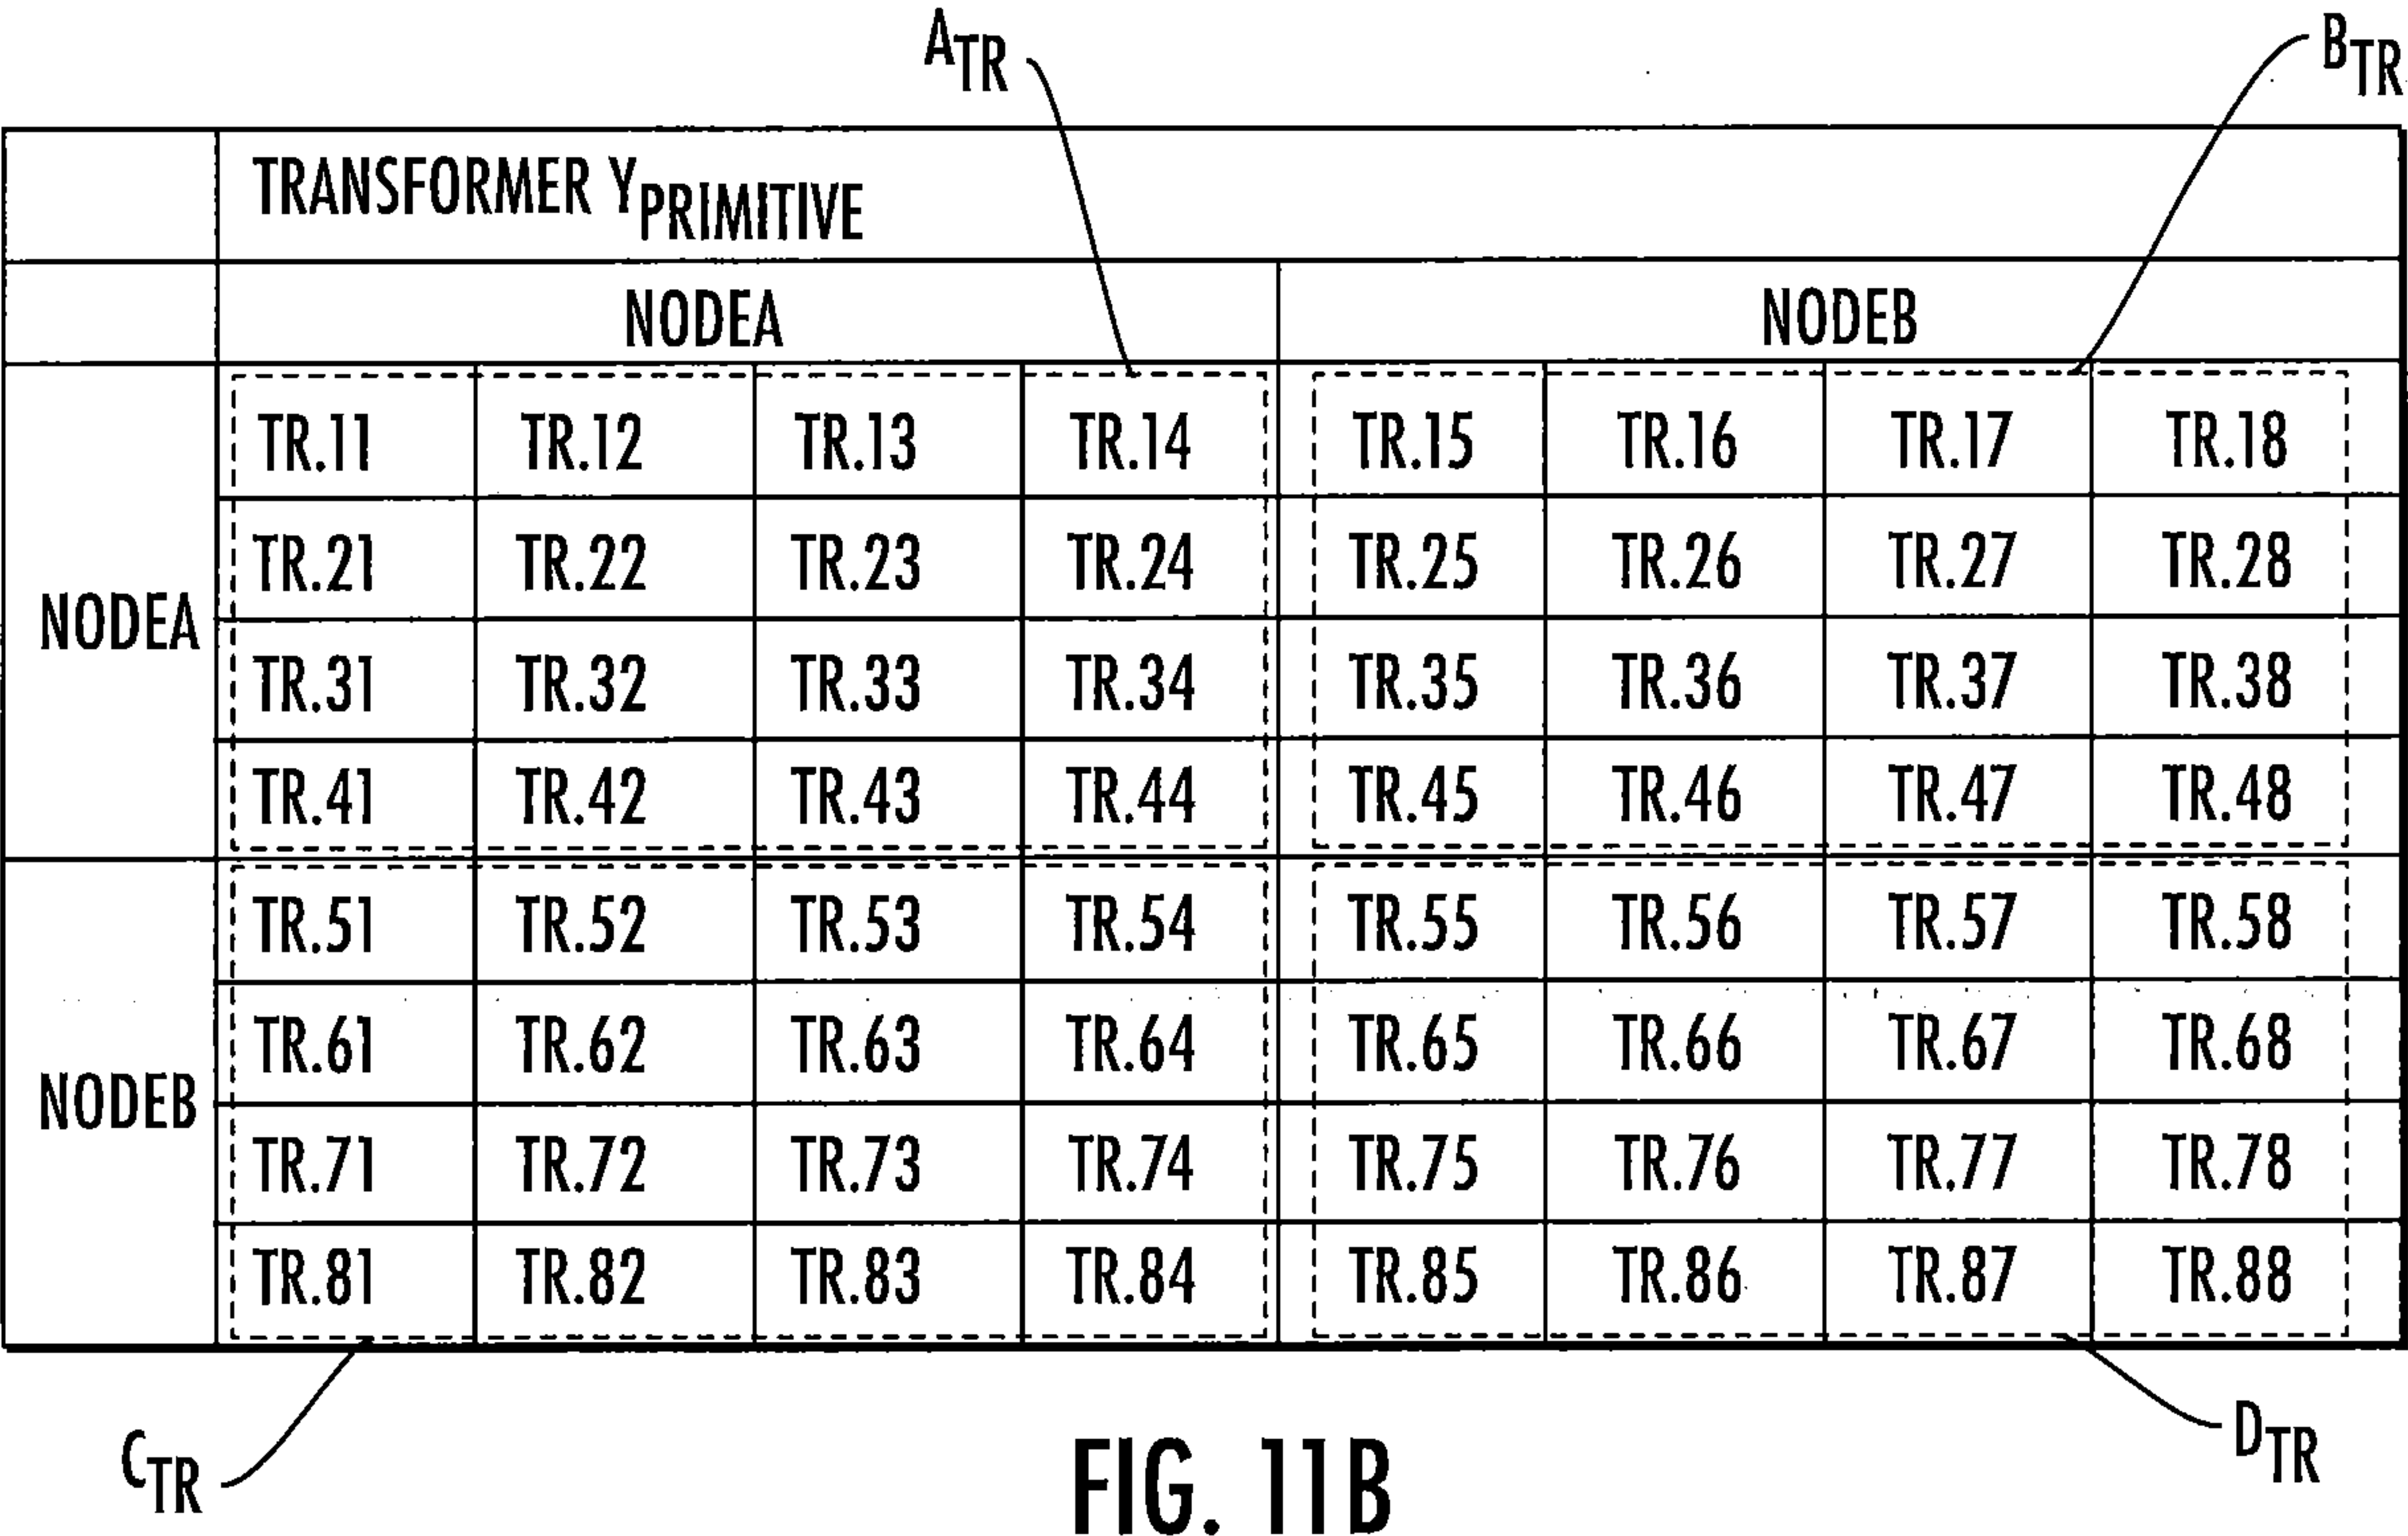 A_TR B_TR
TRANSFORMER Y_PRIMITIVE
NODEA NODEB
TR.11 TR.12 TR.13 TR.14 TR.15 TR.16 TR.17 TR.18
TR.21 TR.22 TR.23 TR.24 TR.25 TR.26 TR.27 TR.28
NODEA
TR.31 TR.32 TR.33 TR.34 TR.35 TR.36 TR.37 TR.38
TR.41 TR.42 TR.43 TR.44 TR.45 TR.46 TR.47 TR.48
TR.51 TR.52 TR.53 TR.54 TR.55 TR.56 TR.57 TR.58
TR.61 TR.62 TR.63 TR.64 TR.65 TR.66 TR.67 TR.68
NODEB
TR.71 TR.72 TR.73 TR.74 TR.75 TR.76 TR.77 TR.78
TR.81 TR.82 TR.83 TR.84 TR.85 TR.86 TR.87 TR.88
C_TR D_TR
FIG. 11B